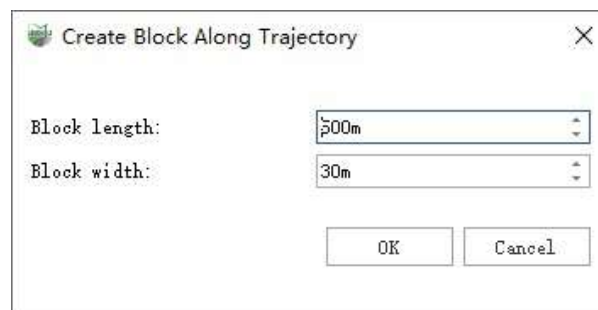 Create Block Along Trajectory
Block length:
500m
Block width:
30m
OK
Cancel